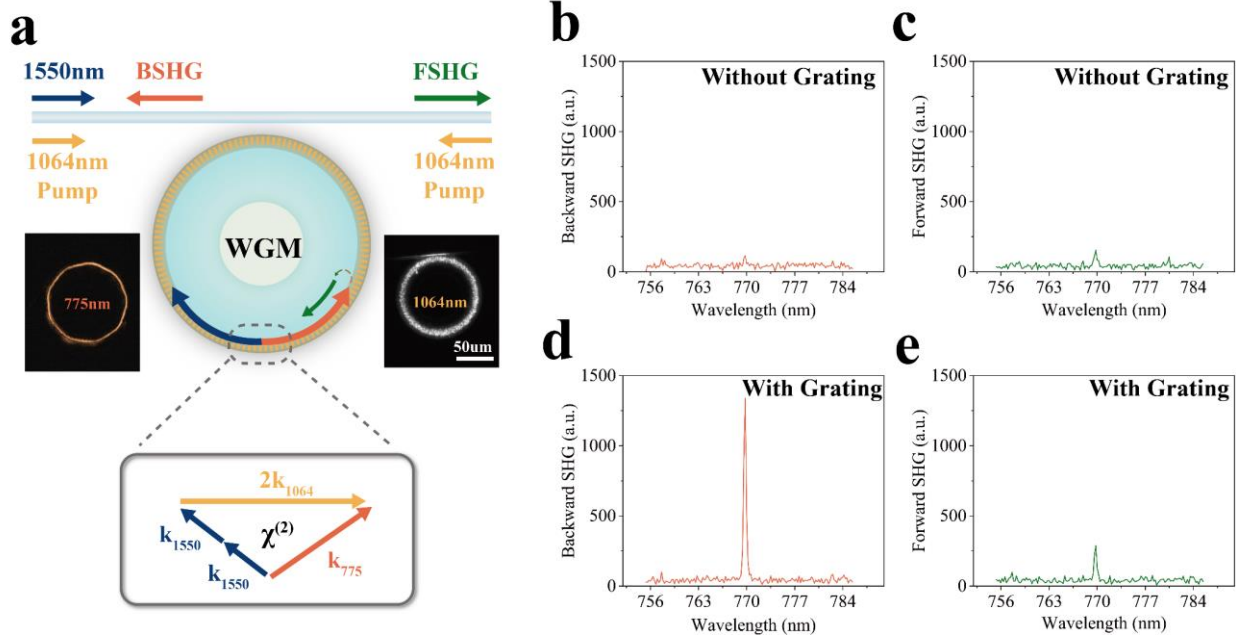 a
1550nm
BSHG
FSHG
1064nm
Pump
1064nm
Pump
WGM
775nm
1064nm
50um
2k1064
k1550
χ(2)
k1550
k775
b
Without Grating
Backward SHG (a.u.)
1500
1000
500
0
756 763 770 777 784
Wavelength (nm)
c
Without Grating
Forward SHG (a.u.)
1500
1000
500
0
756 763 770 777 784
Wavelength (nm)
d
With Grating
Backward SHG (a.u.)
1500
1000
500
0
756 763 770 777 784
Wavelength (nm)
e
With Grating
Forward SHG (a.u.)
1500
1000
500
0
756 763 770 777 784
Wavelength (nm)